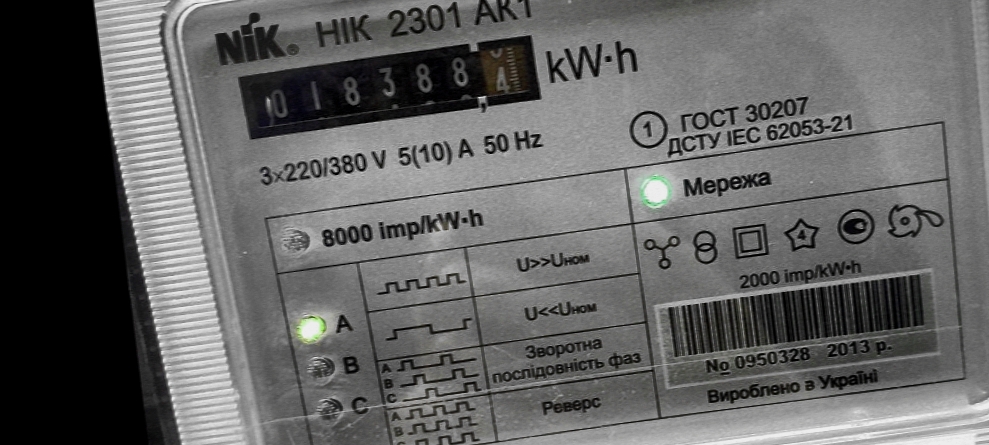 NiK® НІК 2301 АК1
018388,4 kW·h
3×220/380 V 5(10) A 50 Hz
1 ГОСТ 30207
ДСТУ IEC 62053-21
8000 imp/kW·h
Мережа
A
B
C
U>>Uном
U<<Uном
A
B
C
Зворотна
послідовність фаз
A
B
C
Реверс
4
2000 imp/kW·h
№ 0950328 2013 р.
Вироблено в Україні